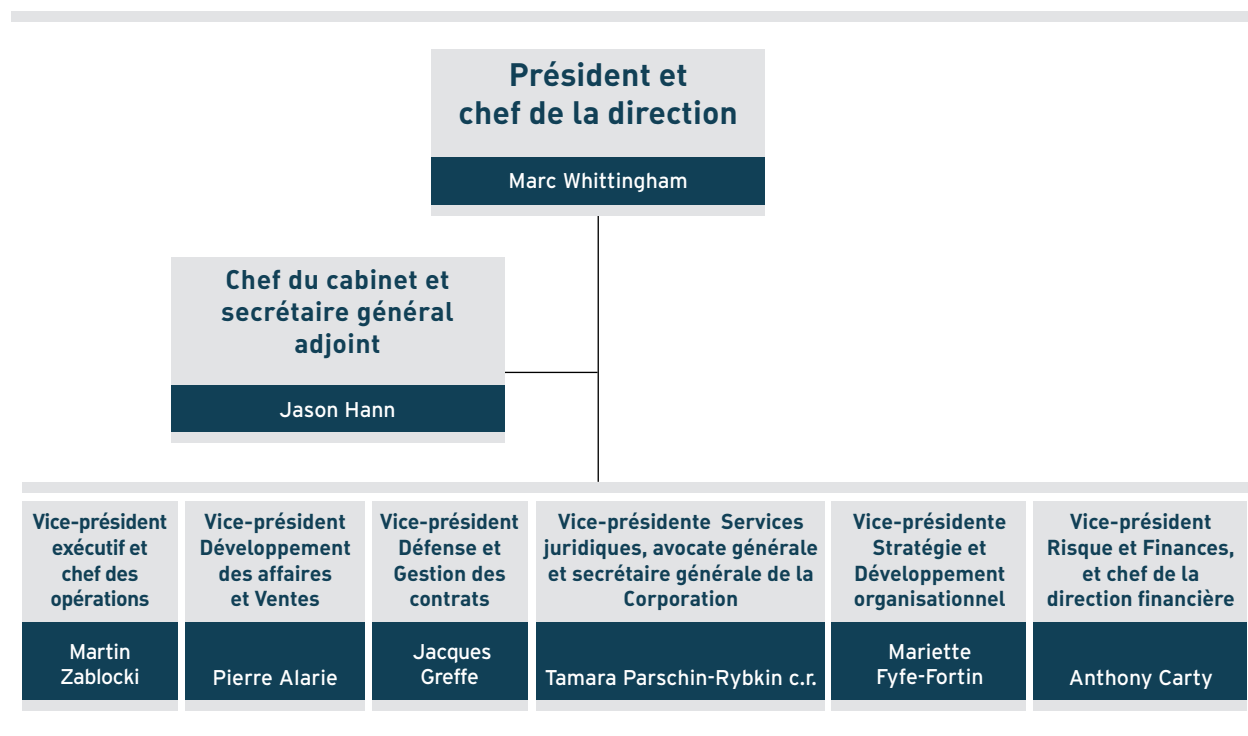 Président et
chef de la direction
Marc Whittingham
Chef du cabinet et
secrétaire général
adjoint
Jason Hann
Vice-président
exécutif et
chef des
opérations
Martin
Zablocki
Vice-président
Développement
des affaires
et Ventes
Pierre Alarie
Vice-président
Défense et
Gestion des
contrats
Jacques
Greffe
Vice-présidente Services
juridiques, avocate générale
et secrétaire générale de la
Corporation
Tamara Parschin-Rybkin c.r.
Vice-présidente
Stratégie et
Développement
organisationnel
Mariette
Fyfe-Fortin
Vice-président
Risque et Finances,
et chef de la
direction financière
Anthony Carty